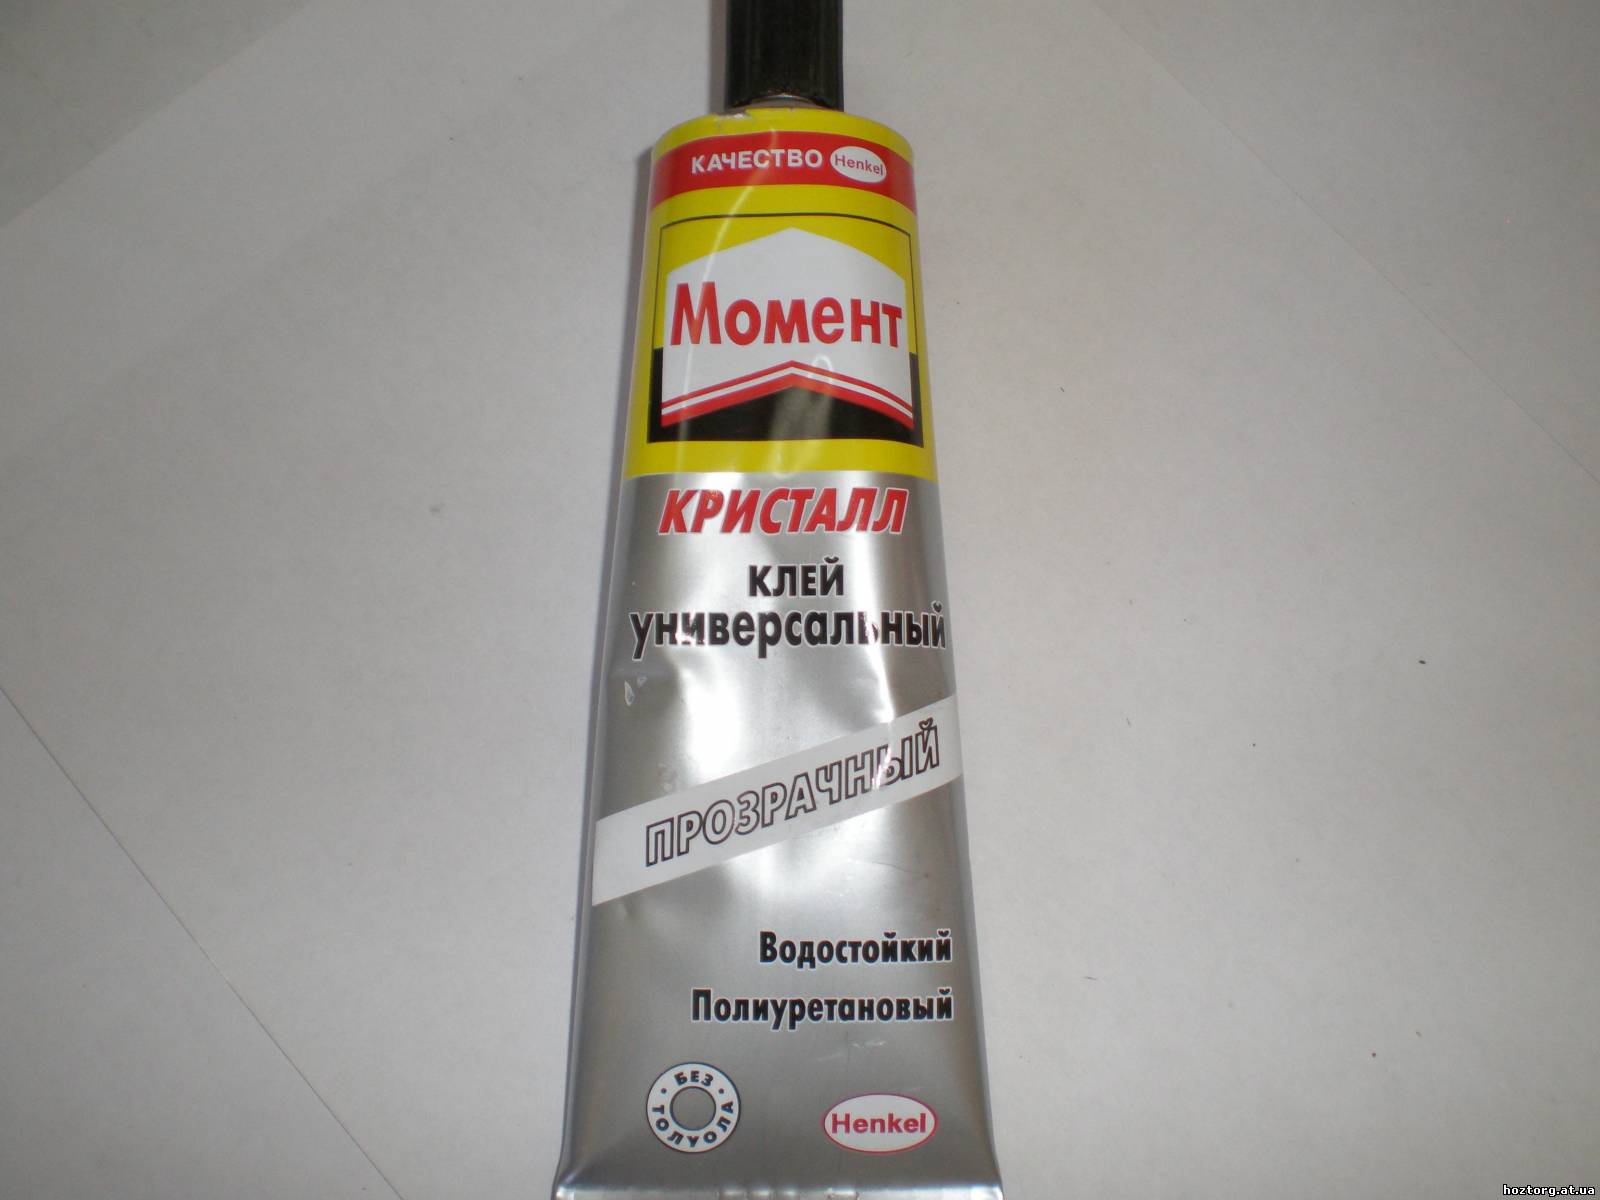 КАЧЕСТВО Henkel
Момент
КРИСТАЛЛ
КЛЕЙ
универсальный
ПРОЗРАЧНЫЙ
Водостойкий
Полиуретановый
БЕЗ ТОЛУОЛА
Henkel
hoztorg.at.ua